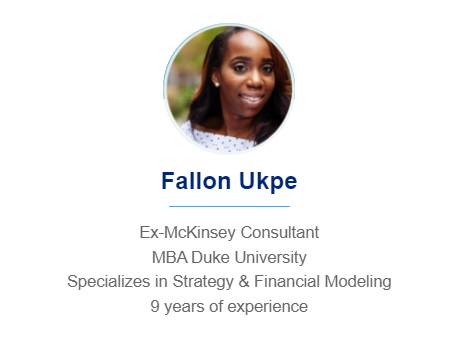 Fallon Ukpe
Ex-McKinsey Consultant
MBA Duke University
Specializes in Strategy & Financial Modeling
9 years of experience